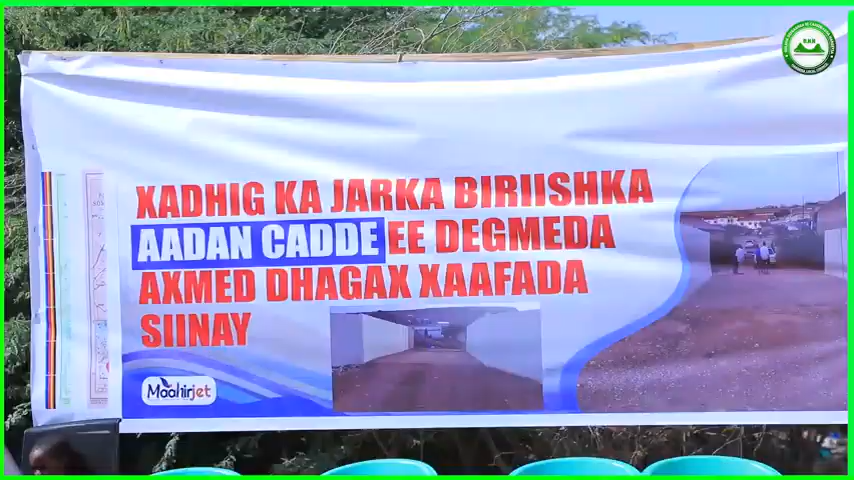 XADHIG KA JARKA BIRIISHKA
AADAN CADDE EE DEGMEDA
AXMED DHAGAX XAAFADA
SIINAY
Moohirjet